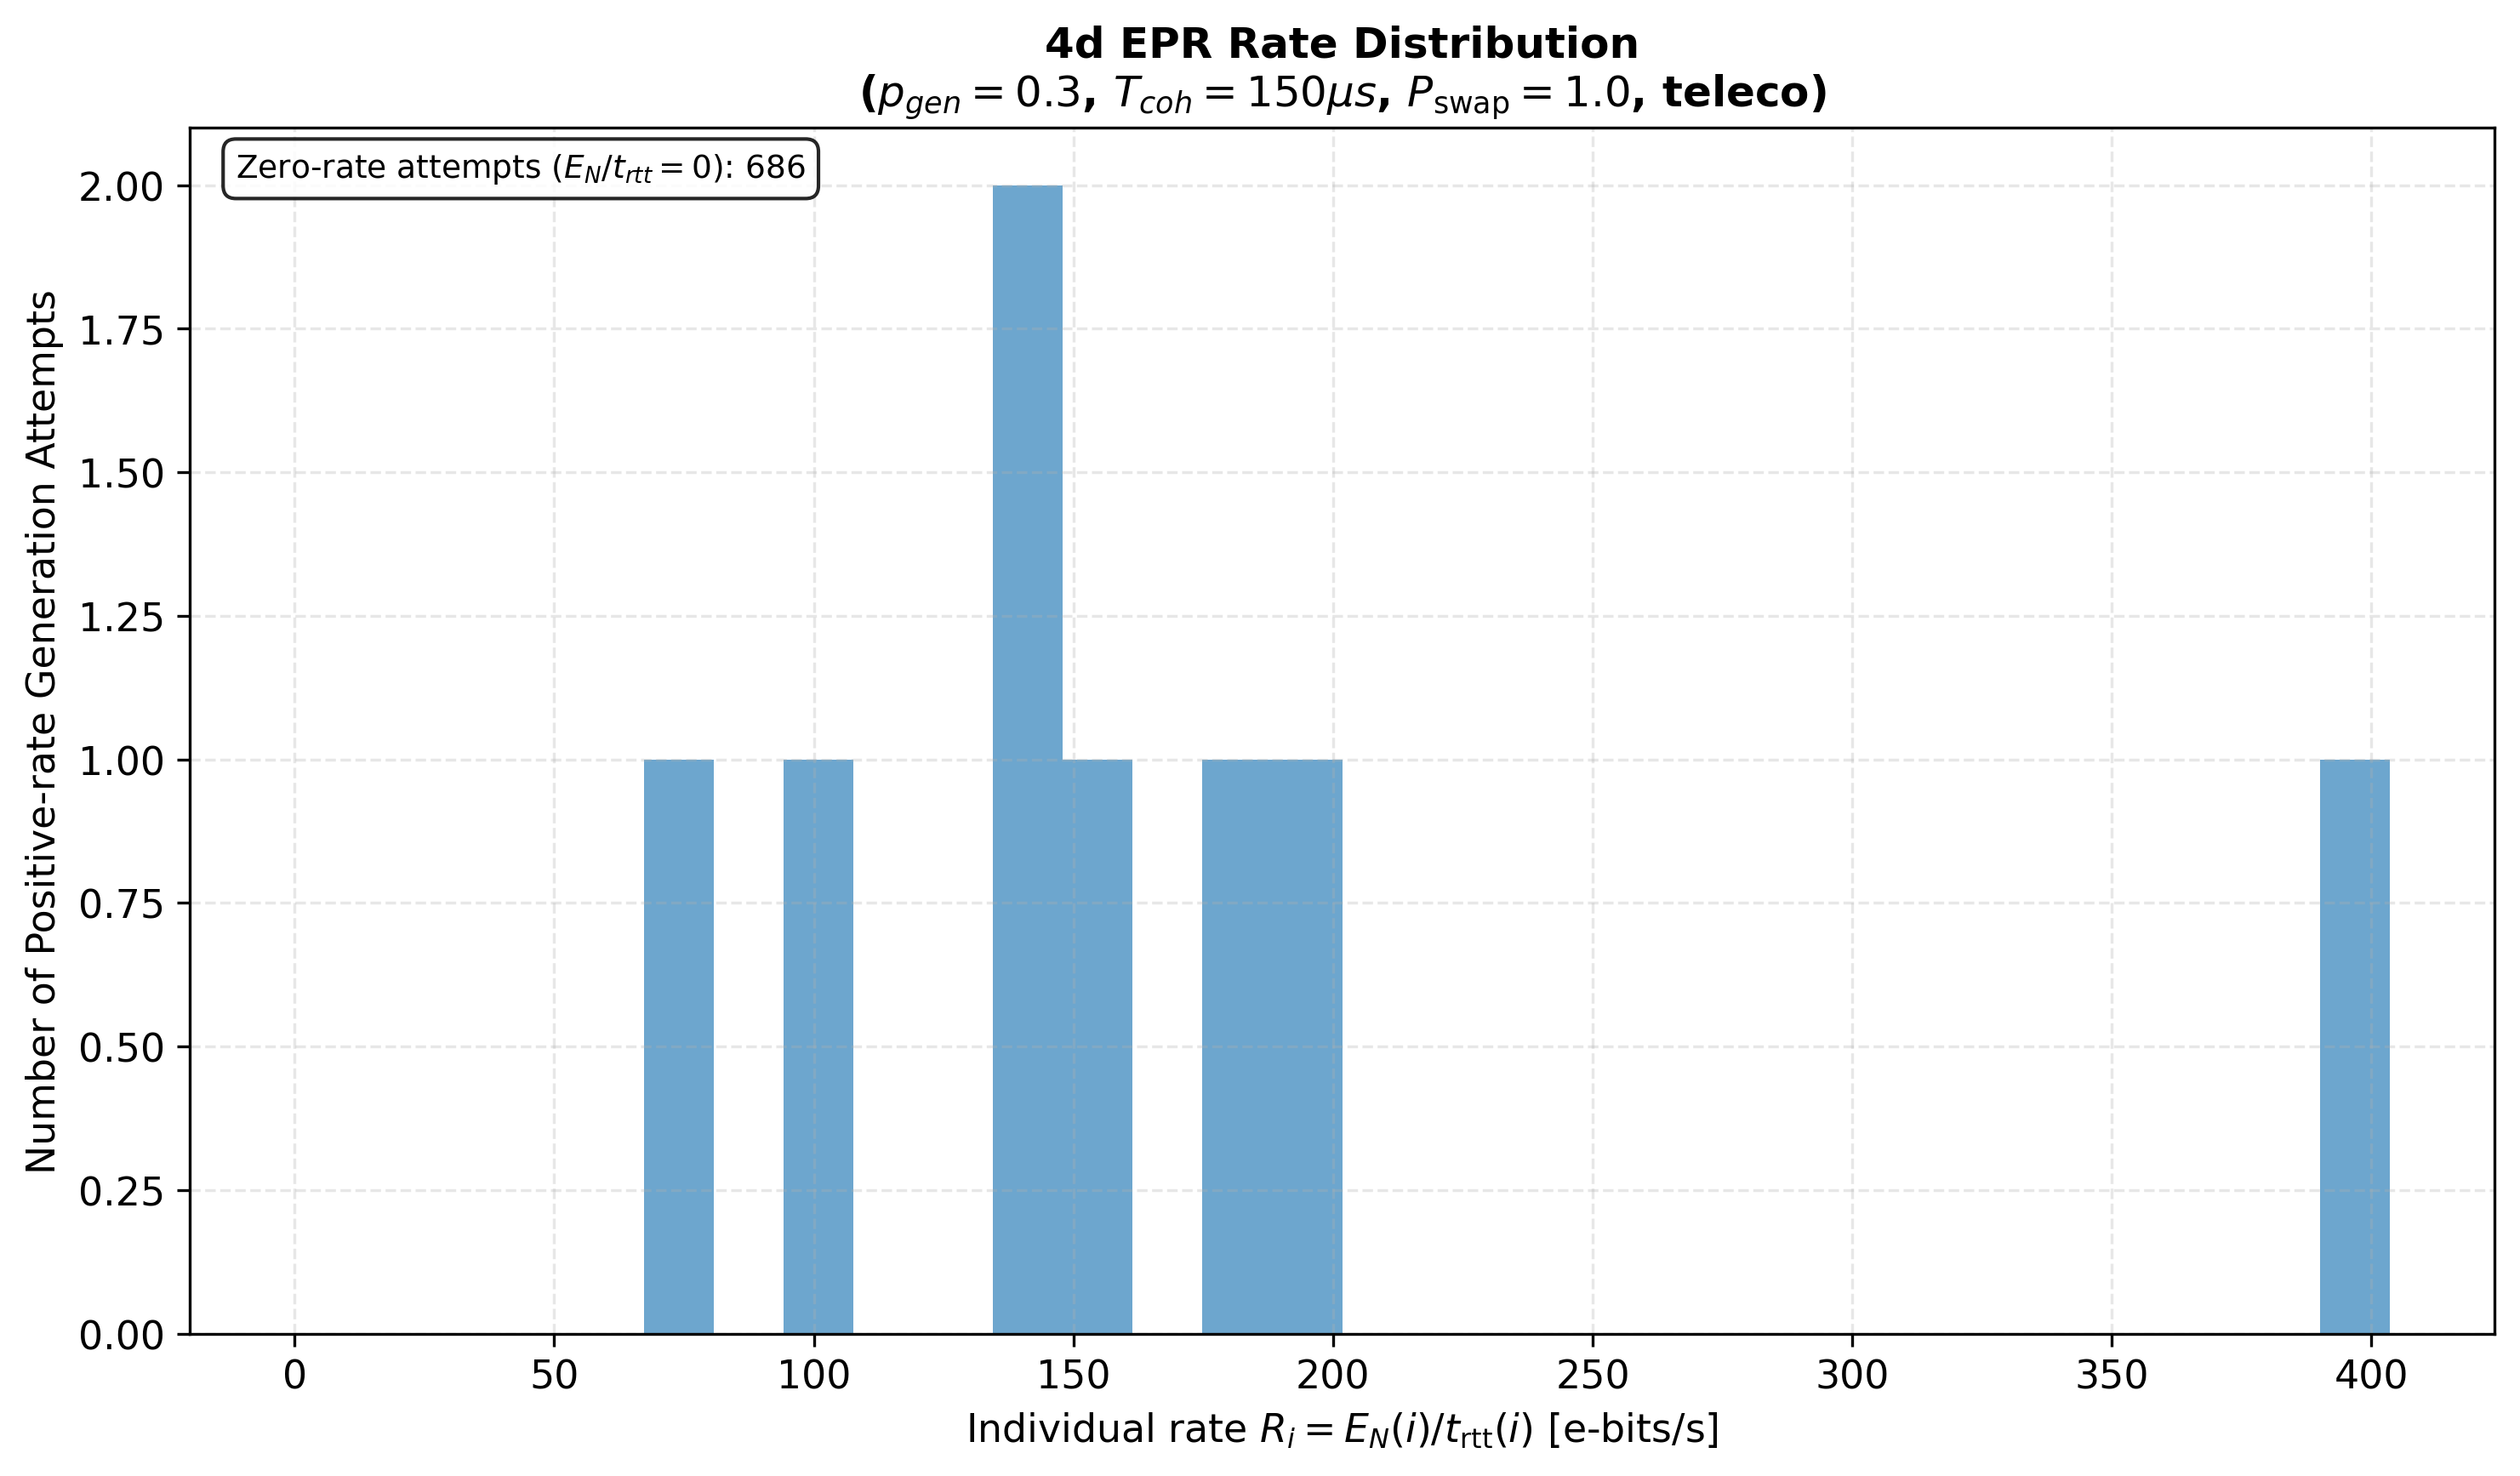 4d EPR Rate Distribution
(p_gen = 0.3, T_coh = 150μs, P_swap = 1.0, teleco)
Zero-rate attempts (E_N/t_rtt = 0): 686
Number of Positive-rate Generation Attempts
2.00
1.75
1.50
1.25
1.00
0.75
0.50
0.25
0.00
0 50 100 150 200 250 300 350 400
Individual rate R_i = E_N(i)/t_rtt(i) [e-bits/s]